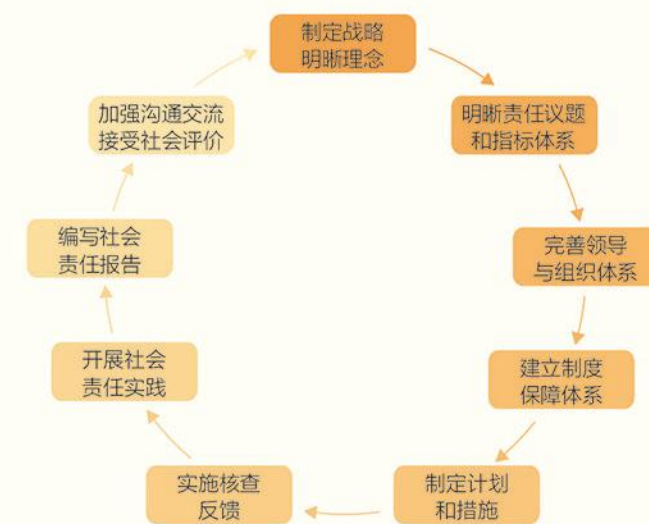 制定战略
明晰理念
明晰责任议题
和指标体系
完善领导
与组织体系
建立制度
保障体系
制定计划
和措施
实施核查
反馈
开展社会
责任实践
编写社会
责任报告
加强沟通交流
接受社会评价